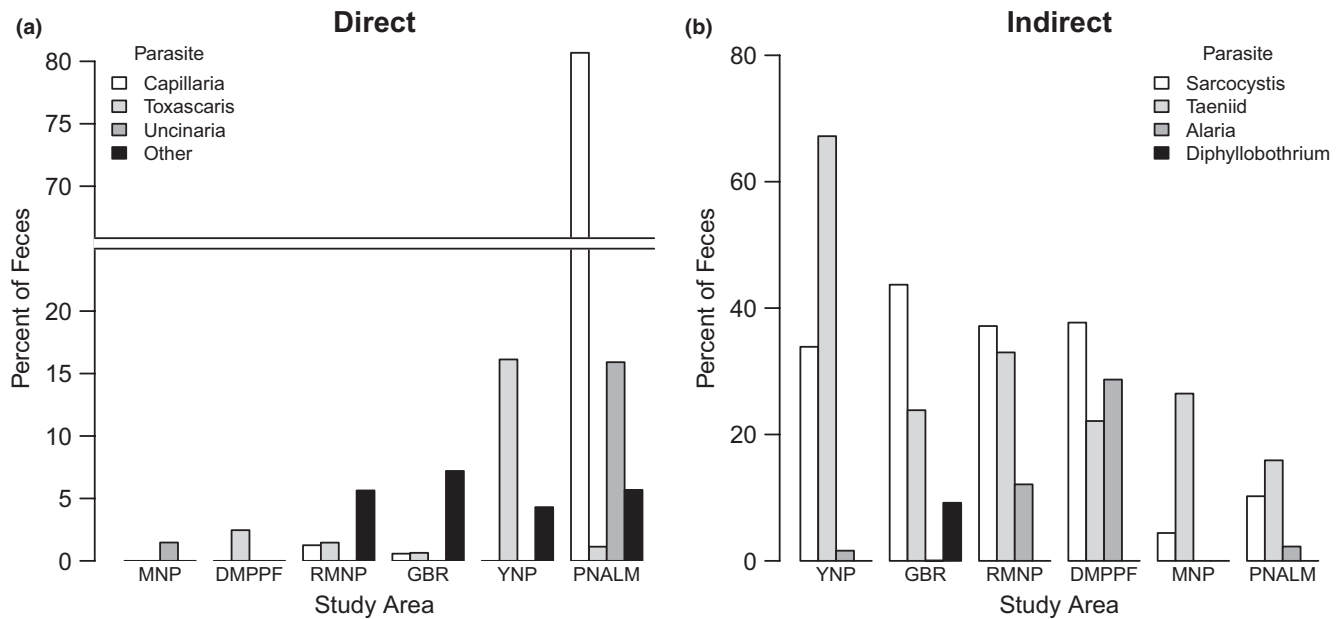 (a)
Direct
Parasite
Capillaria
Toxascaris
Uncinaria
Other
Percent of Feces
80
75
70
20
15
10
5
0
MNP DMPPF RMNP GBR YNP PNALM
Study Area
(b)
Indirect
Parasite
Sarcocystis
Taeniid
Alaria
Diphyllobothrium
Percent of Feces
80
60
40
20
0
YNP GBR RMNP DMPPF MNP PNALM
Study Area